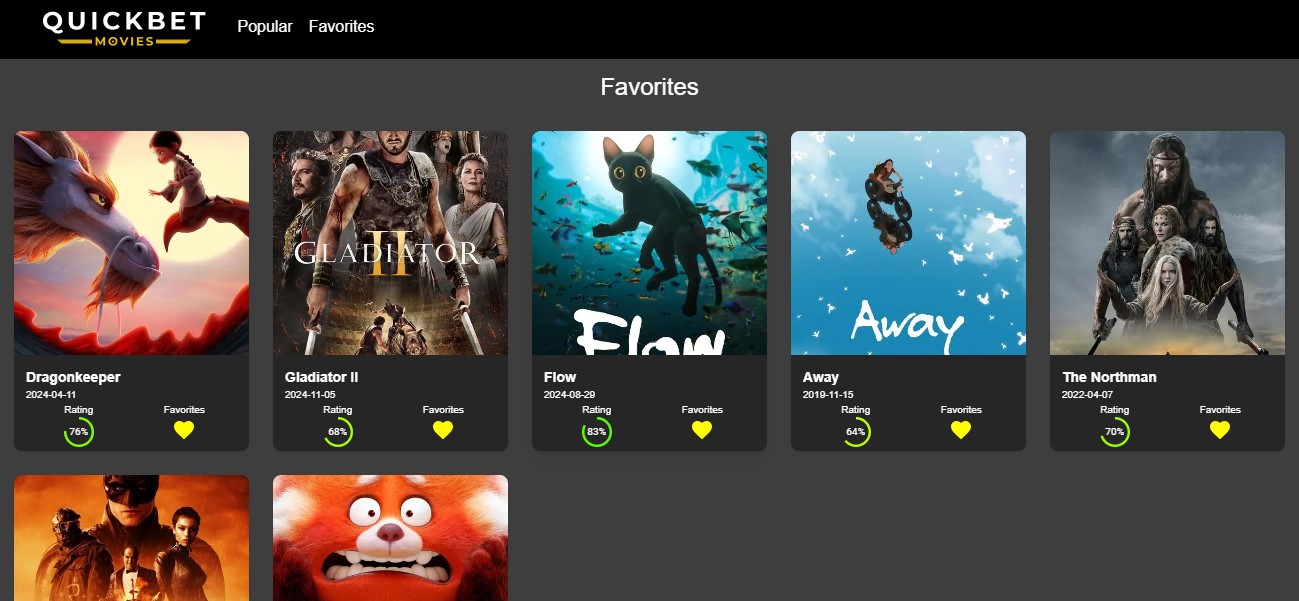 QUICKBET
MOVIES
Popular Favorites
Favorites
GLADIATOR
II
Flow
Away
Dragonkeeper
2024-04-11
Rating Favorites
76%
Gladiator II
2024-11-05
Rating Favorites
68%
Flow
2024-08-29
Rating Favorites
83%
Away
2019-11-15
Rating Favorites
64%
The Northman
2022-04-07
Rating Favorites
70%